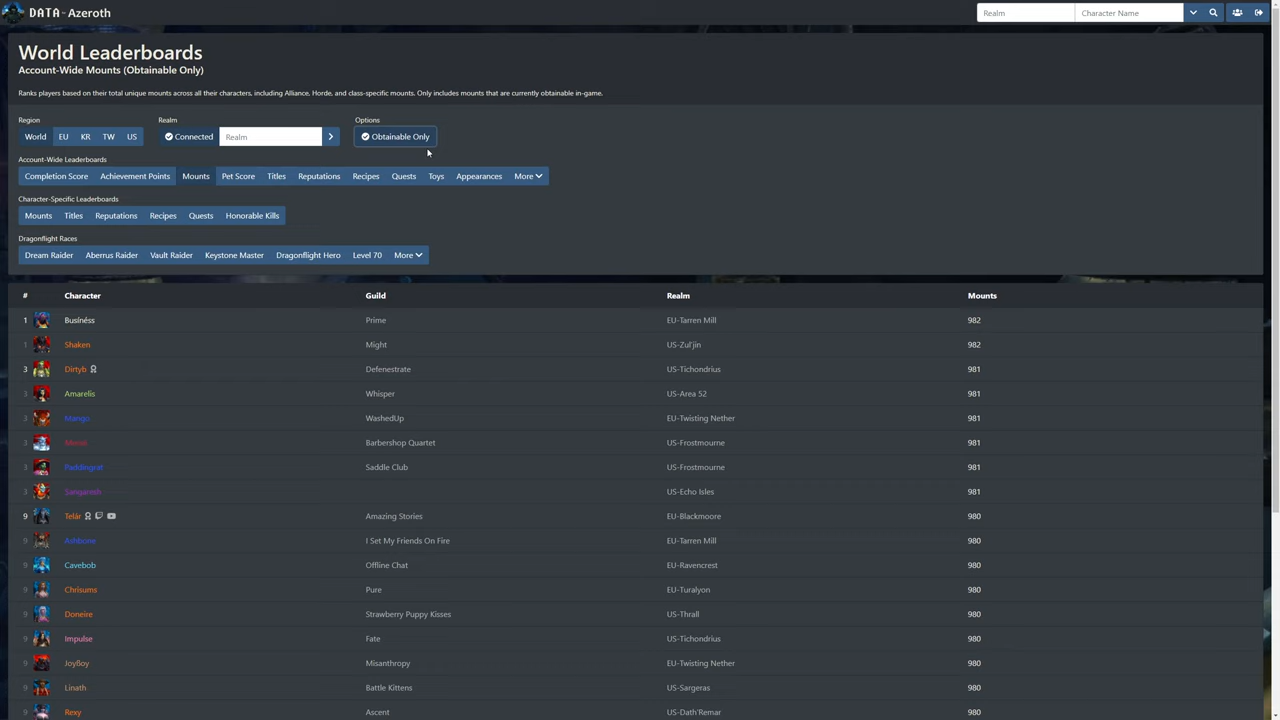 DATA~Azeroth
Realm
Character Name
World Leaderboards
Account-Wide Mounts (Obtainable Only)
Ranks players based on their total unique mounts across all their characters, including Alliance, Horde, and class-specific mounts. Only includes mounts that are currently obtainable in-game.
Region Realm Options
World EU KR TW US Connected Realm Obtainable Only
Account-Wide Leaderboards
Completion Score Achievement Points Mounts Pet Score Titles Reputations Recipes Quests Toys Appearances More
Character-Specific Leaderboards
Mounts Titles Reputations Recipes Quests Honorable Kills
Dragonflight Races
Dream Raider Aberrus Raider Vault Raider Keystone Master Dragonflight Hero Level 70 More
# Character Guild Realm Mounts
1 Businéss Prime EU-Tarren Mill 982
1 Shaken Might US-Zul'jin 982
3 Dirtyb Defenestrate US-Tichondrius 981
3 Amarelis Whisper US-Area 52 981
3 Mango WashedUp EU-Twisting Nether 981
3 Barbershop Quartet US-Frostmourne 981
3 Paddingrat Saddle Club US-Frostmourne 981
3 US-Echo Isles 981
9 Telár Amazing Stories EU-Blackmoore 980
9 Ashbone I Set My Friends On Fire EU-Tarren Mill 980
9 Cavebob Offline Chat EU-Ravencrest 980
9 Chrisums Pure EU-Turalyon 980
9 Doneire Strawberry Puppy Kisses US-Thrall 980
9 Impulse Fate US-Tichondrius 980
9 Misanthropy EU-Twisting Nether 980
9 Linath Battle Kittens US-Sargeras 980
9 Rexy Ascent US-Dath'Remar 980